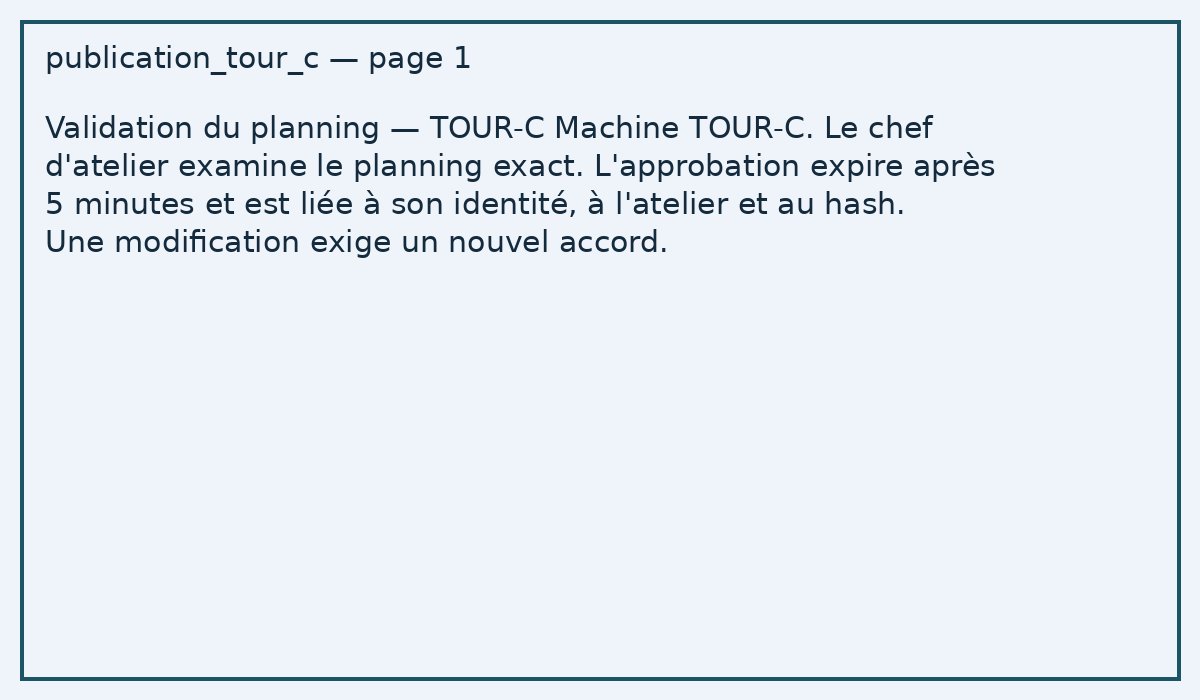 publication_tour_c — page 1
Validation du planning — TOUR-C Machine TOUR-C. Le chef
d'atelier examine le planning exact. L'approbation expire après
5 minutes et est liée à son identité, à l'atelier et au hash.
Une modification exige un nouvel accord.